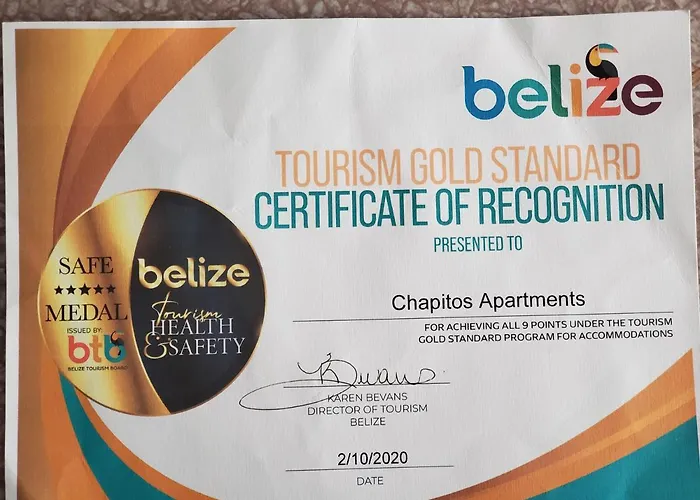 belize
TOURISM GOLD STANDARD
CERTIFICATE OF RECOGNITION
PRESENTED TO
SAFE
MEDAL
ISSUED BY:
btb
BELIZE TOURISM BOARD
belize
Tourism
HEALTH
& SAFETY
Chapitos Apartments
FOR ACHIEVING ALL 9 POINTS UNDER THE TOURISM
GOLD STANDARD PROGRAM FOR ACCOMMODATIONS
KBevans
KAREN BEVANS
DIRECTOR OF TOURISM
BELIZE
2/10/2020
DATE